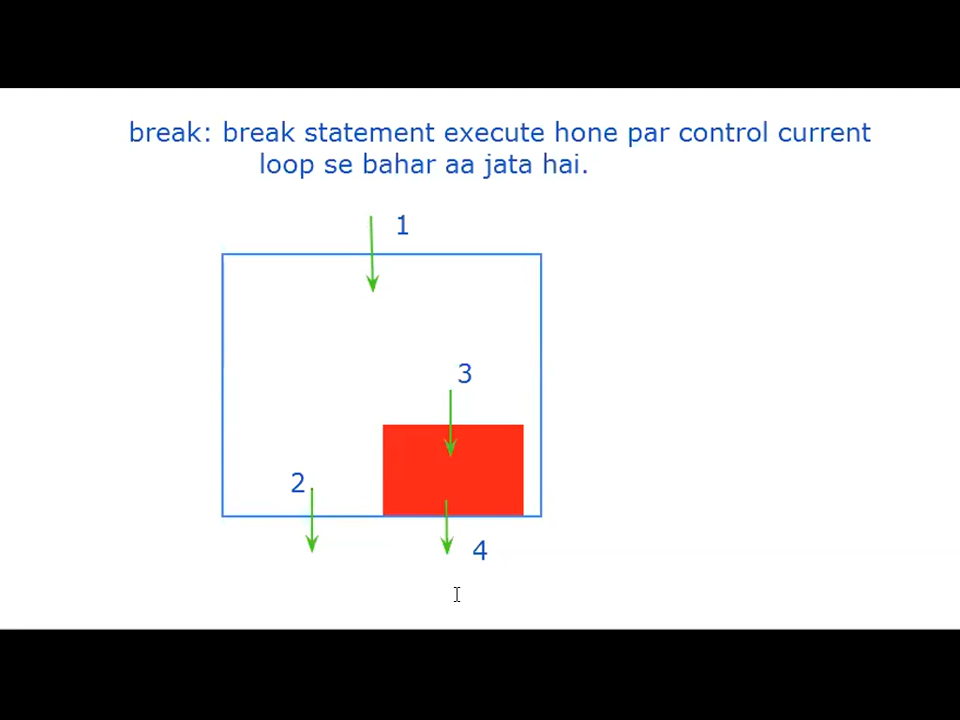 break: break statement execute hone par control current
loop se bahar aa jata hai.
1
3
2
4